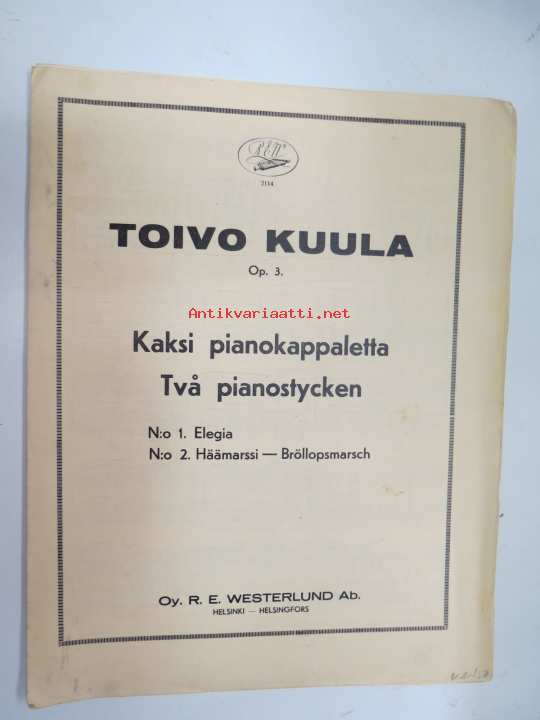 R.E.W.
2114
TOIVO KUULA
Op. 3.
Antikvariaatti.net
Kaksi pianokappaletta
Två pianostycken
N:o 1. Elegia
N:o 2. Häämarssi — Bröllopsmarsch
Oy. R. E. WESTERLUND Ab.
HELSINKI — HELSINGFORS